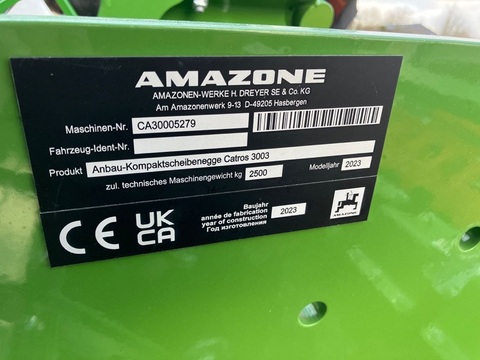 AMAZONE
AMAZONEN-WERKE H. DREYER SE & Co. KG
Am Amazonenwerk 9-13 D-49205 Hasbergen
Maschinen-Nr. CA30005279
Fahrzeug-Ident-Nr.
Produkt Anbau-Kompaktscheibenegge Catros 3003 Modelljahr 2023
zul. technisches Maschinengewicht kg 2500
CE UK CA
Baujahr
année de fabrication
year of construction
Год изготовления
2023
AMAZONE